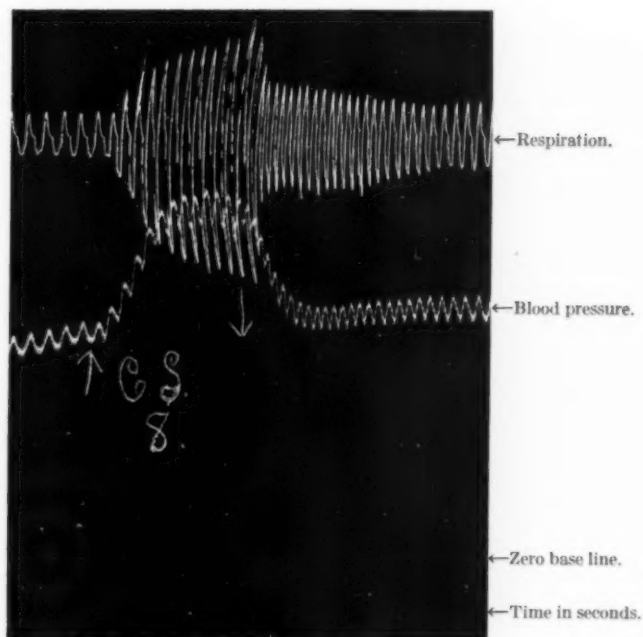 ←Respiration.
←Blood pressure.
↑ C S.
8.
←Zero base line.
←Time in seconds.